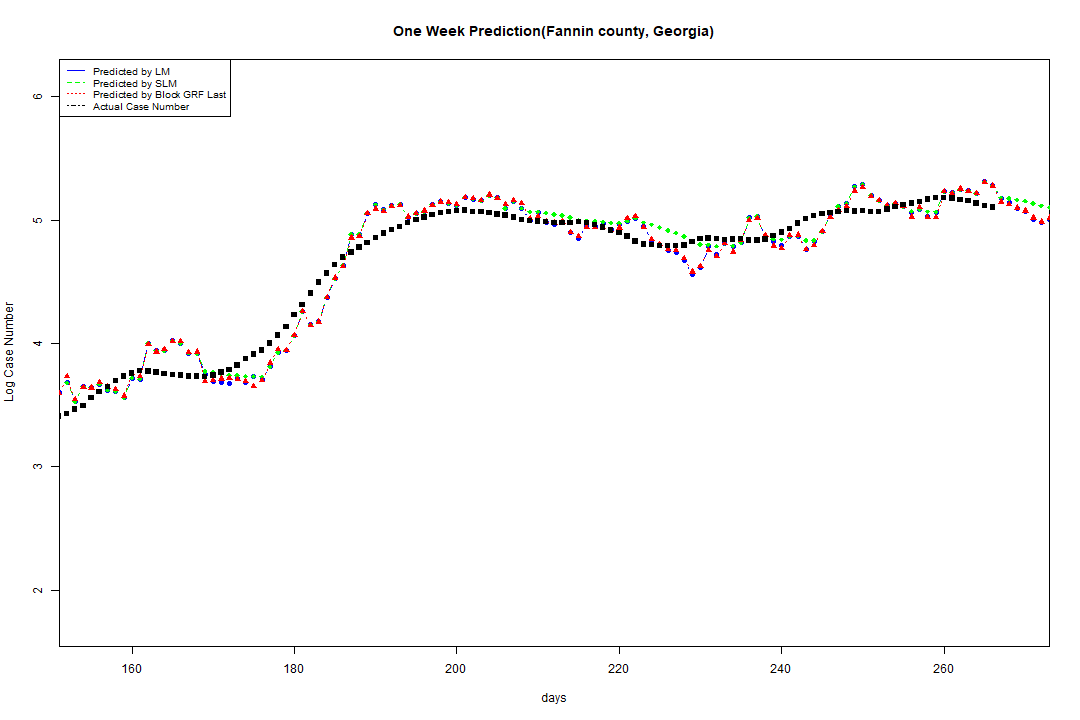 One Week Prediction(Fannin county, Georgia)
Predicted by LM
Predicted by SLM
Predicted by Block GRF Last
Actual Case Number
6
5
4
3
2
Log Case Number
160 180 200 220 240 260
days